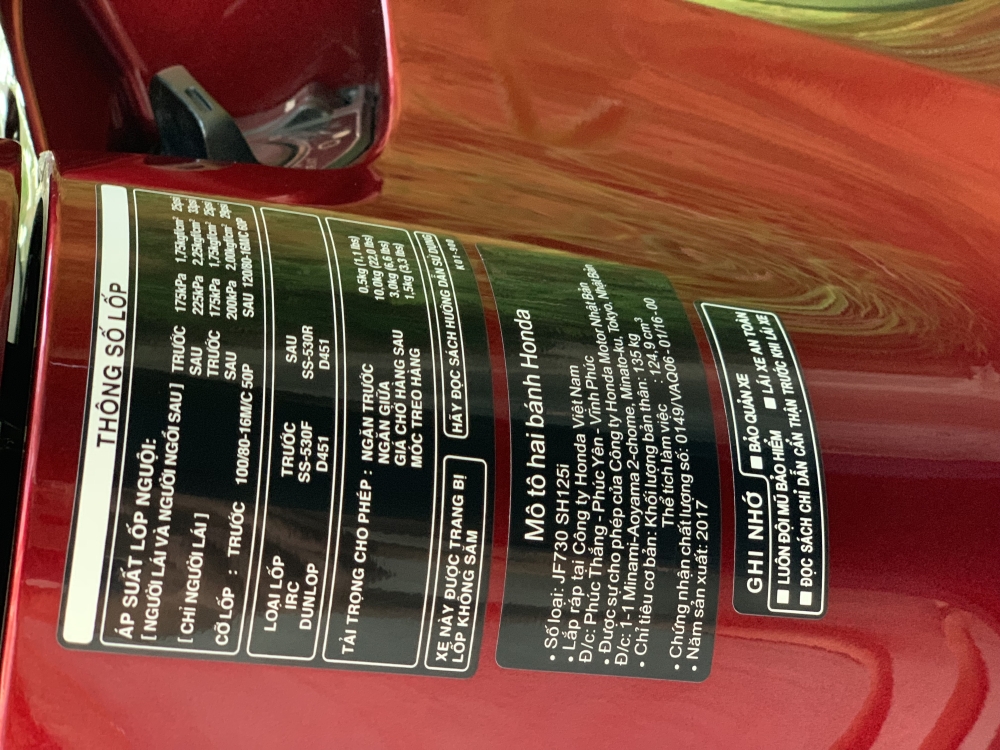 THÔNG SỐ LỐP
ÁP SUẤT LỐP NGUỘI:
[NGƯỜI LÁI VÀ NGƯỜI NGỒI SAU] TRƯỚC 175kPa 1,75kgf/cm² 25psi
SAU 225kPa 2,25kgf/cm² 33psi
[CHỈ NGƯỜI LÁI] TRƯỚC 175kPa 1,75kgf/cm² 25psi
SAU 200kPa 2,00kgf/cm² 29psi
CỠ LỐP : TRƯỚC 100/80-16M/C 50P SAU 120/80-16M/C 60P
LOẠI LỐP TRƯỚC SAU
IRC SS-530F SS-530R
DUNLOP D451 D451
TẢI TRỌNG CHO PHÉP : NGĂN TRƯỚC 0,5kg (1,1 lbs)
NGĂN GIỮA 10,0kg (22,0 lbs)
GIÁ CHỞ HÀNG SAU 3,0kg (6,6 lbs)
MÓC TREO HÀNG 1,5kg (3,3 lbs)
XE NÀY ĐƯỢC TRANG BỊ
LỐP KHÔNG SĂM
HÃY ĐỌC SÁCH HƯỚNG DẪN SỬ DỤNG
K01-900
Mô tô hai bánh Honda
• Số loại: JF730 SH125i
• Lắp ráp tại Công ty Honda Việt Nam
Đ/c: Phúc Thắng - Phúc Yên - Vĩnh Phúc
• Được sự cho phép của Công ty Honda Motor Nhật Bản
Đ/c: 1-1 Minami-Aoyama 2-chome, Minato-ku, Tokyo, Nhật Bản
• Chỉ tiêu cơ bản: Khối lượng bản thân: 135 kg
Thể tích làm việc : 124,9 cm³
• Chứng nhận chất lượng số: 0149/VAQ06-01/16-00
• Năm sản xuất: 2017
GHI NHỚ
■ BẢO QUẢN XE
■ LUÔN ĐỘI MŨ BẢO HIỂM ■ LÁI XE AN TOÀN
■ ĐỌC SÁCH CHỈ DẪN CẨN THẬN TRƯỚC KHI LÁI XE